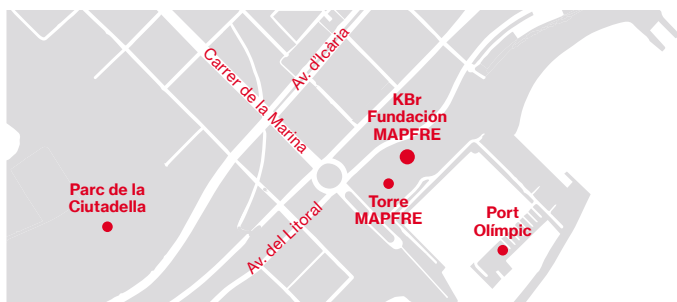 Av. d'Icària
Carrer de la Marina
KBr
Fundación
MAPFRE
Parc de la
Ciutadella
Torre
MAPFRE
Port
Olímpic
Av. del Litoral